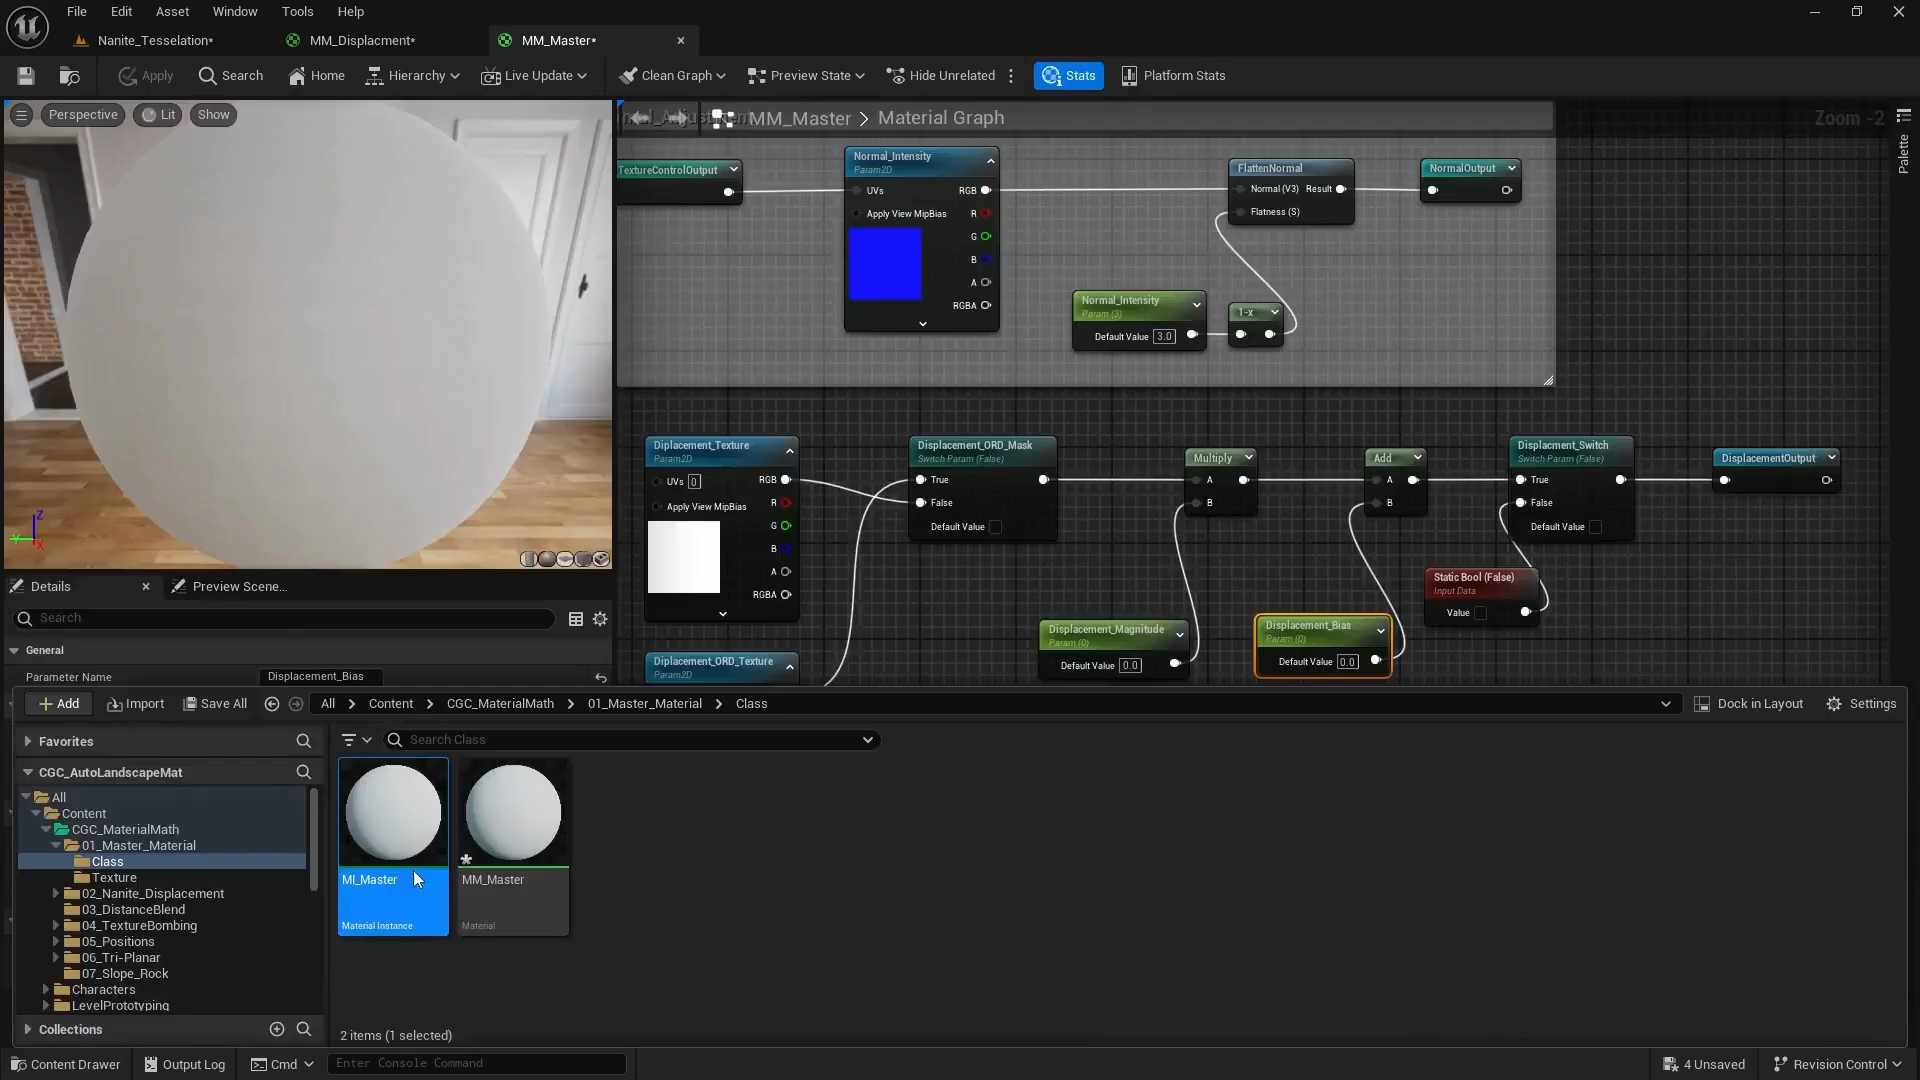 File Edit Asset Window Tools Help
Nanite_Tesselation* MM_Displacment* MM_Master*
Apply Search Home Hierarchy Live Update Clean Graph Preview State Hide Unrelated Stats Platform Stats
Perspective Lit Show
MM_Master > Material Graph
Zoom -2
Palette
TextureControlOutput
Normal_Intensity
Param2D
UVs RGB
Apply View MipBias R
G
B
A
RGBA
FlattenNormal
Normal (V3) Result
Flatness (S)
NormalOutput
Normal_Intensity
Param (3)
Default Value 3.0
1-x
Diplacement_Texture
Param2D
UVs 0 RGB
Apply View MipBias R
G
B
A
RGBA
Displacement_ORD_Mask
Switch Param (False)
True
False
Default Value
Multiply
A
B
Add
A
B
Displacment_Switch
Switch Param (False)
True
False
Default Value
DisplacementOutput
Static Bool (False)
Input Data
Value
Displacement_Magnitude
Param (0)
Default Value 0.0
Displacement_Bias
Param (0)
Default Value 0.0
Diplacement_ORD_Texture
Param2D
Z
Y
X
Details Preview Scene...
Search
General
Parameter Name Displacement_Bias
Add Import Save All All > Content > CGC_MaterialMath > 01_Master_Material > Class Dock in Layout Settings
Favorites
Search Class
CGC_AutoLandscapeMat
All
Content
CGC_MaterialMath
01_Master_Material
Class
Texture
02_Nanite_Displacement
03_DistanceBlend
04_TextureBombing
05_Positions
06_Tri-Planar
07_Slope_Rock
Characters
LevelPrototyping
Collections
MI_Master
Material Instance
MM_Master
Material
2 items (1 selected)
Content Drawer Output Log Cmd Enter Console Command 4 Unsaved Revision Control